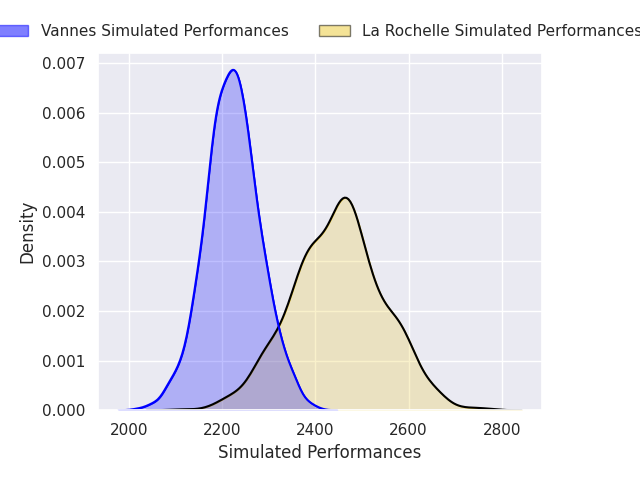 Vannes Simulated Performances
La Rochelle Simulated Performances
0.007
0.006
0.005
0.004
0.003
0.002
0.001
0.000
Density
2000 2200 2400 2600 2800
Simulated Performances